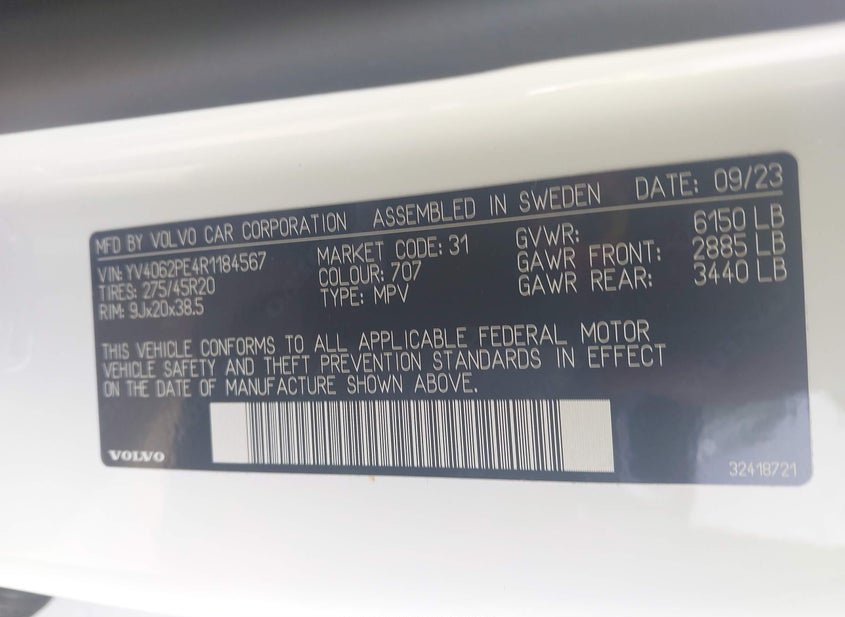 MFD BY VOLVO CAR CORPORATION ASSEMBLED IN SWEDEN DATE: 09/23
VIN: YV4062PE4R1184567 MARKET CODE: 31 GVWR: 6150 LB
TIRES: 275/45R20 COLOUR: 707 GAWR FRONT: 2885 LB
RIM: 9Jx20x38.5 TYPE: MPV GAWR REAR: 3440 LB
THIS VEHICLE CONFORMS TO ALL APPLICABLE FEDERAL MOTOR
VEHICLE SAFETY AND THEFT PREVENTION STANDARDS IN EFFECT
ON THE DATE OF MANUFACTURE SHOWN ABOVE.
VOLVO 32418721